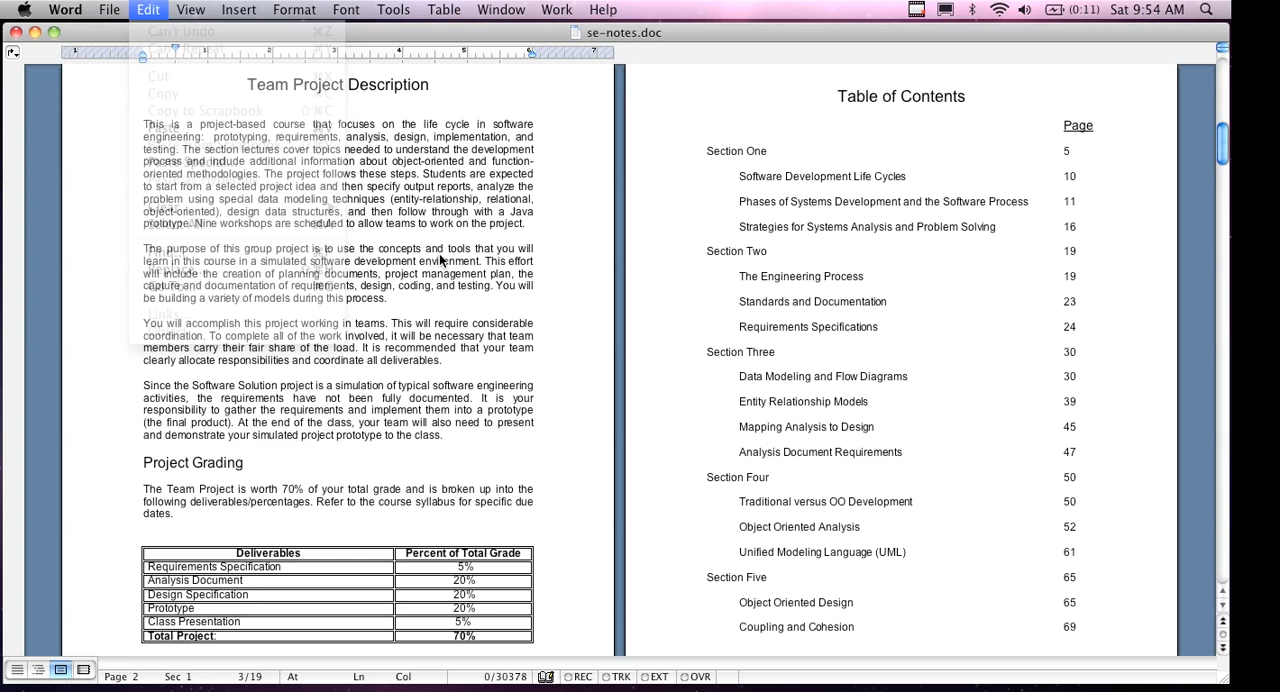 Word File Edit View Insert Format Font Tools Table Window Work Help (0:11) Sat 9:54 AM
se-notes.doc
1 1 2 3 4 5 6 7
Can't Undo ⌘Z
Cut ⌘X
Copy ⌘C
Copy to Scrapbook ⇧⌘C
Team Project Description
This is a project-based course that focuses on the life cycle in software
engineering: prototyping, requirements, analysis, design, implementation, and
testing. The section lectures cover topics needed to understand the development
process and include additional information about object-oriented and function-
oriented methodologies. The project follows these steps. Students are expected
to start from a selected project idea and then specify output reports, analyze the
problem using special data modeling techniques (entity-relationship, relational,
object-oriented), design data structures, and then follow through with a Java
prototype. Nine workshops are scheduled to allow teams to work on the project.
The purpose of this group project is to use the concepts and tools that you will
learn in this course in a simulated software development environment. This effort
will include the creation of planning documents, project management plan, the
capture and documentation of requirements, design, coding, and testing. You will
be building a variety of models during this process.
Links...
You will accomplish this project working in teams. This will require considerable
coordination. To complete all of the work involved, it will be necessary that team
members carry their fair share of the load. It is recommended that your team
clearly allocate responsibilities and coordinate all deliverables.
Since the Software Solution project is a simulation of typical software engineering
activities, the requirements have not been fully documented. It is your
responsibility to gather the requirements and implement them into a prototype
(the final product). At the end of the class, your team will also need to present
and demonstrate your simulated project prototype to the class.
Project Grading
The Team Project is worth 70% of your total grade and is broken up into the
following deliverables/percentages. Refer to the course syllabus for specific due
dates.
Deliverables Percent of Total Grade
Requirements Specification 5%
Analysis Document 20%
Design Specification 20%
Prototype 20%
Class Presentation 5%
Total Project: 70%
Table of Contents
Page
Section One 5
Software Development Life Cycles 10
Phases of Systems Development and the Software Process 11
Strategies for Systems Analysis and Problem Solving 16
Section Two 19
The Engineering Process 19
Standards and Documentation 23
Requirements Specifications 24
Section Three 30
Data Modeling and Flow Diagrams 30
Entity Relationship Models 39
Mapping Analysis to Design 45
Analysis Document Requirements 47
Section Four 50
Traditional versus OO Development 50
Object Oriented Analysis 52
Unified Modeling Language (UML) 61
Section Five 65
Object Oriented Design 65
Coupling and Cohesion 69
Page 2 Sec 1 3/19 At Ln Col 0/30378 REC TRK EXT OVR